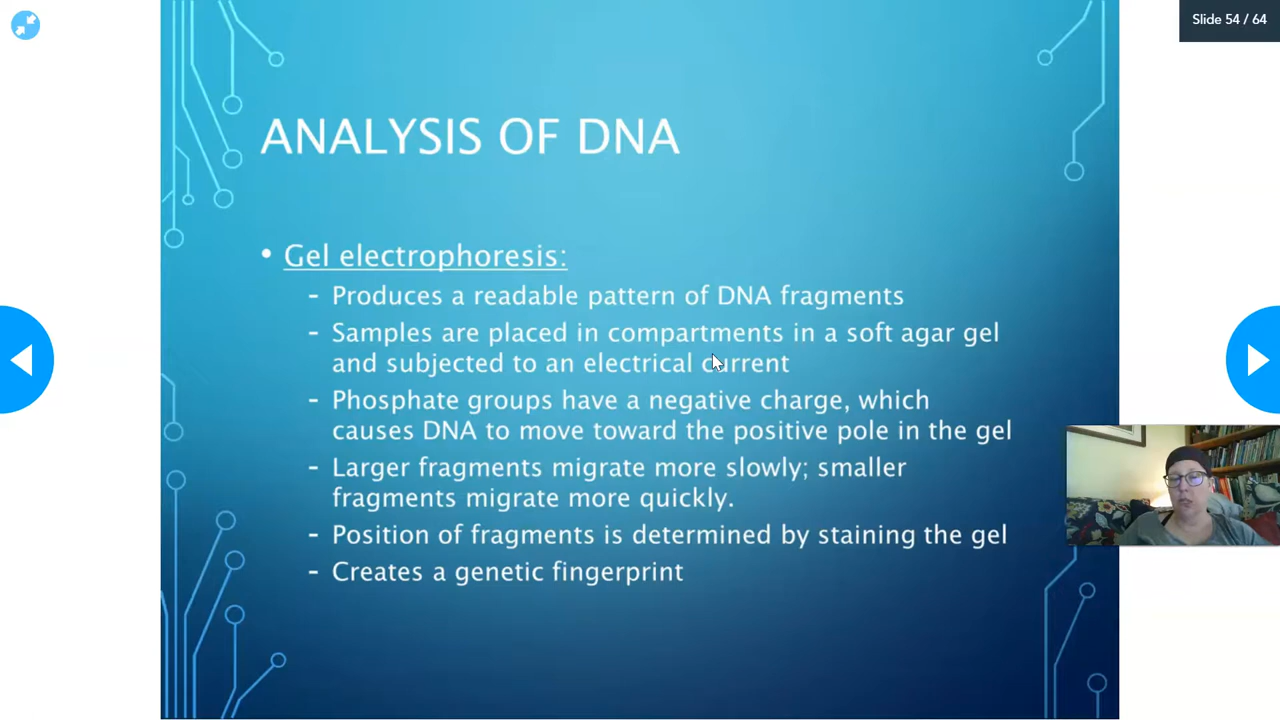 Slide 54 / 64
ANALYSIS OF DNA
• Gel electrophoresis:
- Produces a readable pattern of DNA fragments
- Samples are placed in compartments in a soft agar gel
and subjected to an electrical current
- Phosphate groups have a negative charge, which
causes DNA to move toward the positive pole in the gel
- Larger fragments migrate more slowly; smaller
fragments migrate more quickly.
- Position of fragments is determined by staining the gel
- Creates a genetic fingerprint